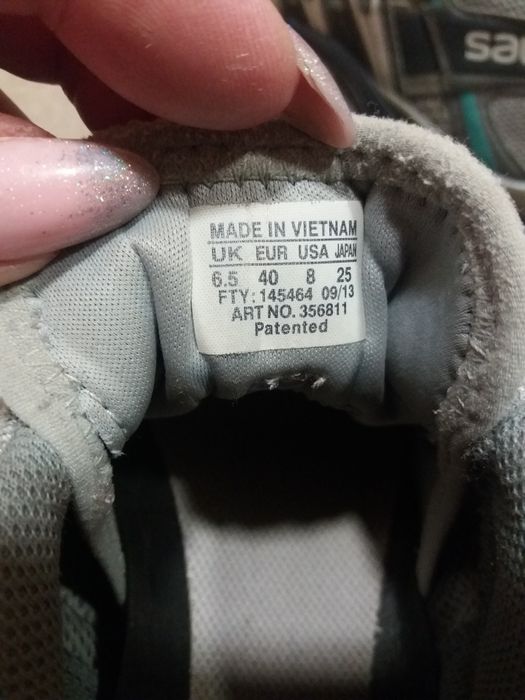 MADE IN VIETNAM
UK EUR USA JAPAN
6.5 40 8 25
FTY: 145464 09/13
ART NO. 356811
Patented